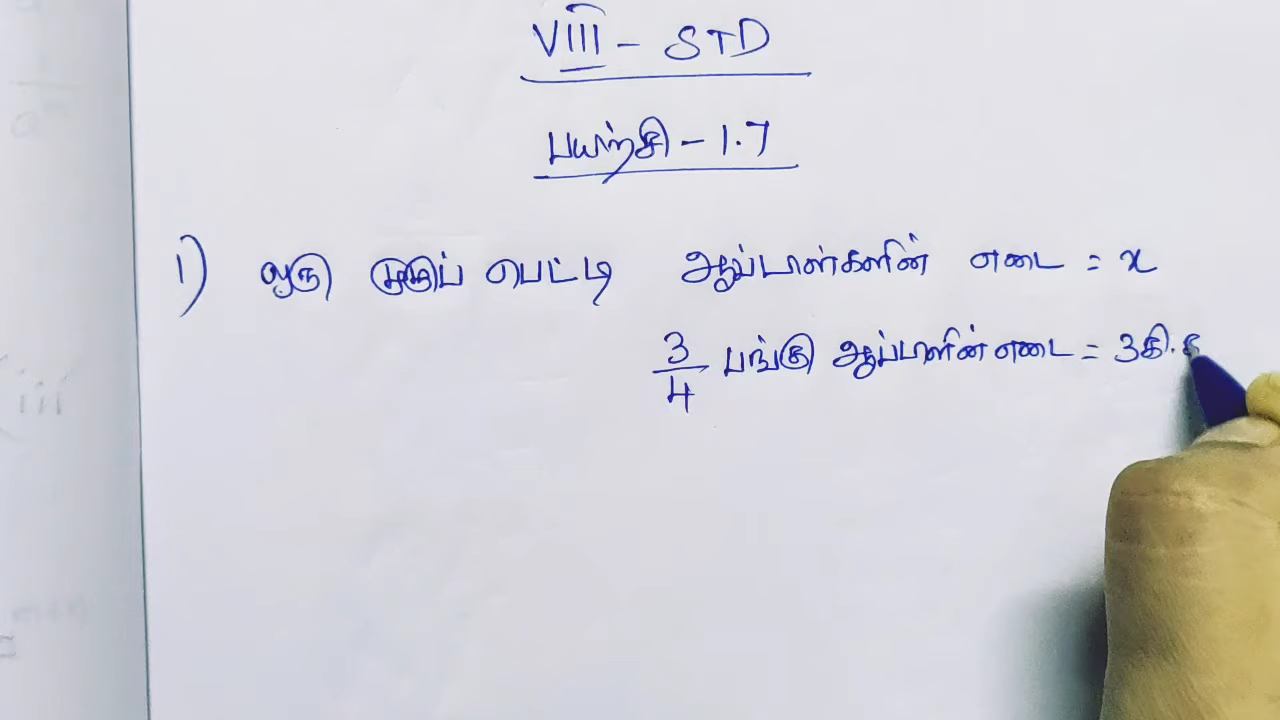 VIII - STD
பயிற்சி - 1.7
1) ஒரு முழுப் பெட்டி ஆப்பிள்களின் எடை = x
3/4 பங்கு ஆப்பிளின் எடை = 3கி.